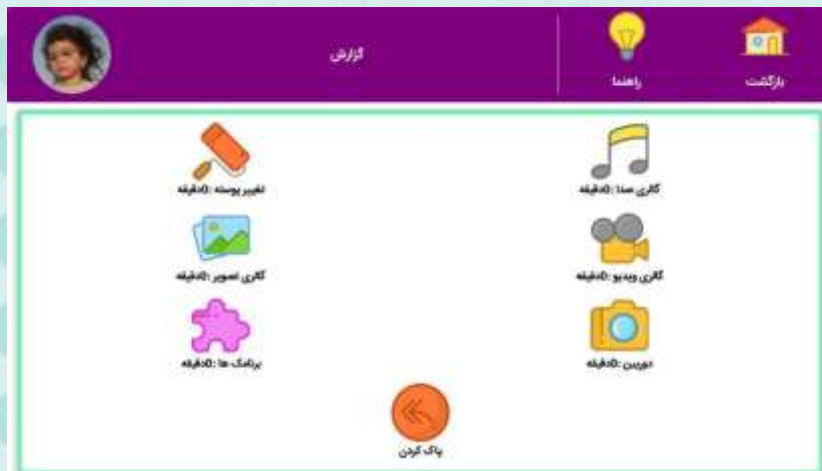 بازگشت
راهنما
گزارش
گالری صدا :0دقیقه
تغییر پوسته :0دقیقه
گالری ویدیو :0دقیقه
گالری تصویر :0دقیقه
دوربین :0دقیقه
برنامک ها :0دقیقه
پاک کردن